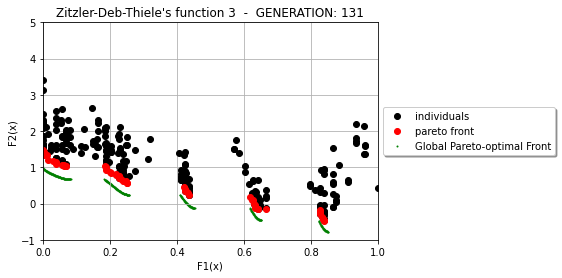 Zitzler-Deb-Thiele's function 3 - GENERATION: 131
5
4
3
2
1
0
−1
F2(x)
0.0 0.2 0.4 0.6 0.8 1.0
F1(x)
individuals
pareto front
Global Pareto-optimal Front